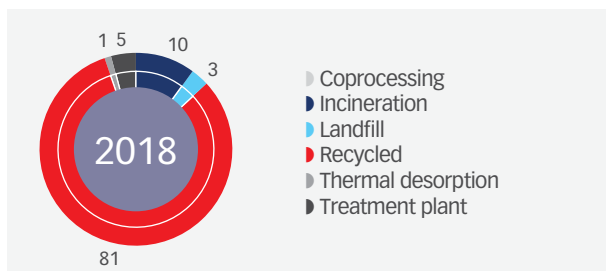 1 5 10
3
2018
81
Coprocessing
Incineration
Landfill
Recycled
Thermal desorption
Treatment plant